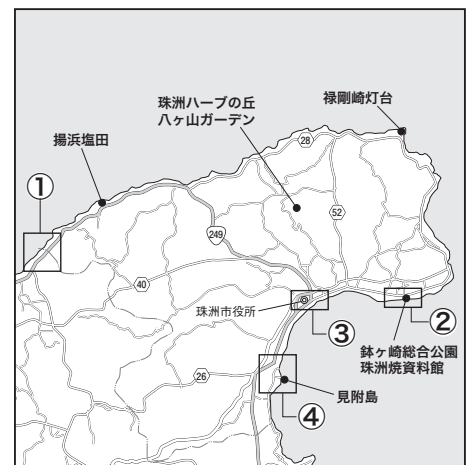 禄剛崎灯台
珠洲ハーブの丘
八ヶ山ガーデン
揚浜塩田
28
①
52
249
40
珠洲市役所
②
③
鉢ヶ崎総合公園
珠洲焼資料館
26
見附島
④